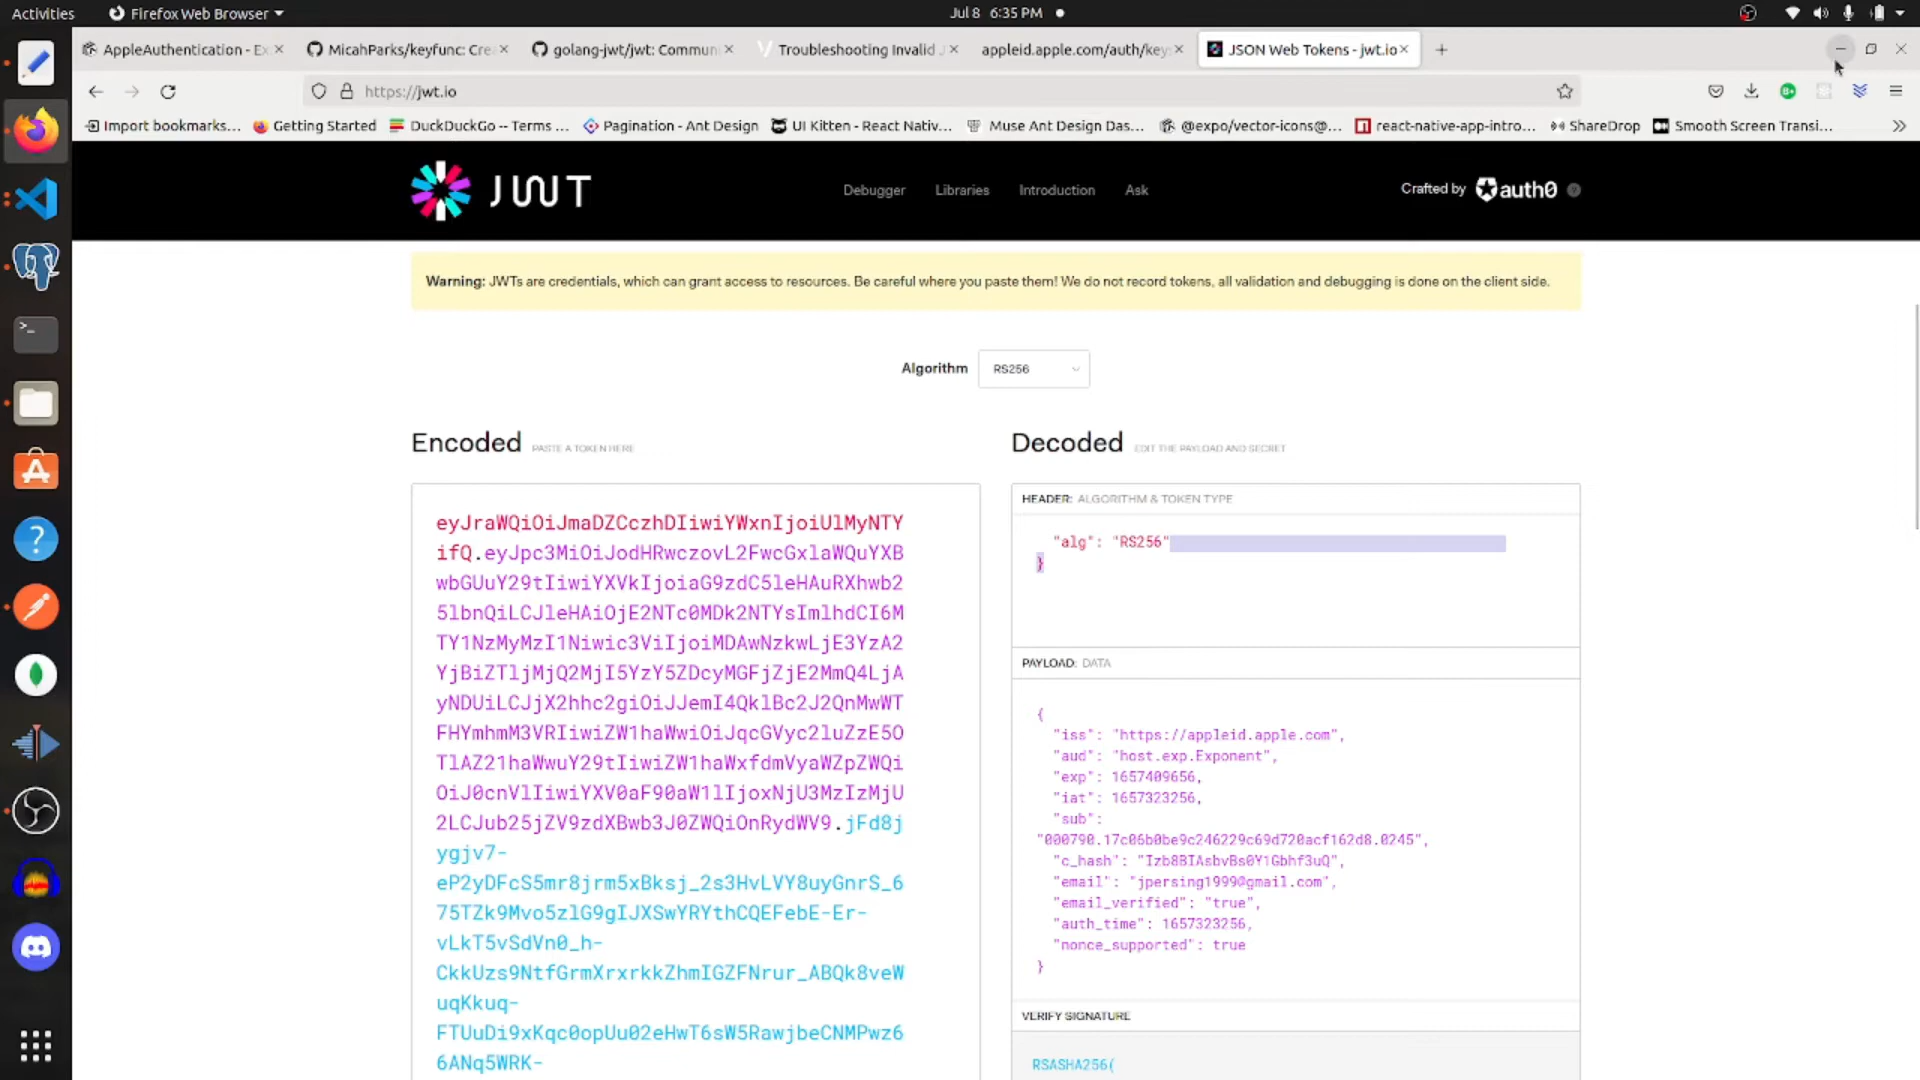 Activities
Firefox Web Browser
Jul 8 6:35 PM
AppleAuthentication - Ex
MicahParks/keyfunc: Crea
golang-jwt/jwt: Commun
Troubleshooting Invalid J
appleid.apple.com/auth/key
JSON Web Tokens - jwt.io
https://jwt.io
Import bookmarks...
Getting Started
DuckDuckGo -- Terms ...
Pagination - Ant Design
UI Kitten - React Nativ...
Muse Ant Design Das...
@expo/vector-icons@...
react-native-app-intro...
ShareDrop
Smooth Screen Transi...
JWT
Debugger
Libraries
Introduction
Ask
Crafted by auth0
Warning: JWTs are credentials, which can grant access to resources. Be careful where you paste them! We do not record tokens, all validation and debugging is done on the client side.
Algorithm RS256
Encoded PASTE A TOKEN HERE
eyJraWQiOiJmaDZCczhDIiwiYWxnIjoiUlMyNTY
ifQ.eyJpc3MiOiJodHRwczovL2FwcGxlaWQuYXB
wbGUuY29tIiwiYXVkIjoiaG9zdC5leHAuRXhwb2
5lbnQiLCJleHAiOjE2NTc0MDk2NTYsImlhdCI6M
TY1NzMyMzI1Niwic3ViIjoiMDAwNzkwLjE3YzA2
YjBiZTljMjQ2MjI5YzY5ZDcyMGFjZjE2MmQ4LjA
yNDUiLCJjX2hhc2giOiJJemI4QklBc2J2QnMwWT
FHYmhmM3VRIiwiZW1haWwiOiJqcGVyc2luZzE5O
TlAZ21haWwuY29tIiwiZW1haWxfdmVyaWZpZWQi
OiJ0cnVlIiwiYXV0aF90aW1lIjoxNjU3MzIzMjU
2LCJub25jZV9zdXBwb3J0ZWQiOnRydWV9.jFd8j
ygjv7-
eP2yDFcS5mr8jrm5xBksj_2s3HvLVY8uyGnrS_6
75TZk9Mvo5zlG9gIJXSwYRYthCQEFebE-Er-
vLkT5vSdVn0_h-
CkkUzs9NtfGrmXrxrkkZhmIGZFNrur_ABQk8veW
uqKkuq-
FTUuDi9xKqc0opUu02eHwT6sW5RawjbeCNMPwz6
6ANq5WRK-
Decoded EDIT THE PAYLOAD AND SECRET
HEADER: ALGORITHM & TOKEN TYPE
"alg": "RS256"
}
PAYLOAD: DATA
{
"iss": "https://appleid.apple.com",
"aud": "host.exp.Exponent",
"exp": 1657409656,
"iat": 1657323256,
"sub":
"000790.17c06b0be9c246229c69d720acf162d8.0245",
"c_hash": "Izb8BIAsbvBs0Y1Gbhf3uQ",
"email": "jpersing1999@gmail.com",
"email_verified": "true",
"auth_time": 1657323256,
"nonce_supported": true
}
VERIFY SIGNATURE
RSASHA256(